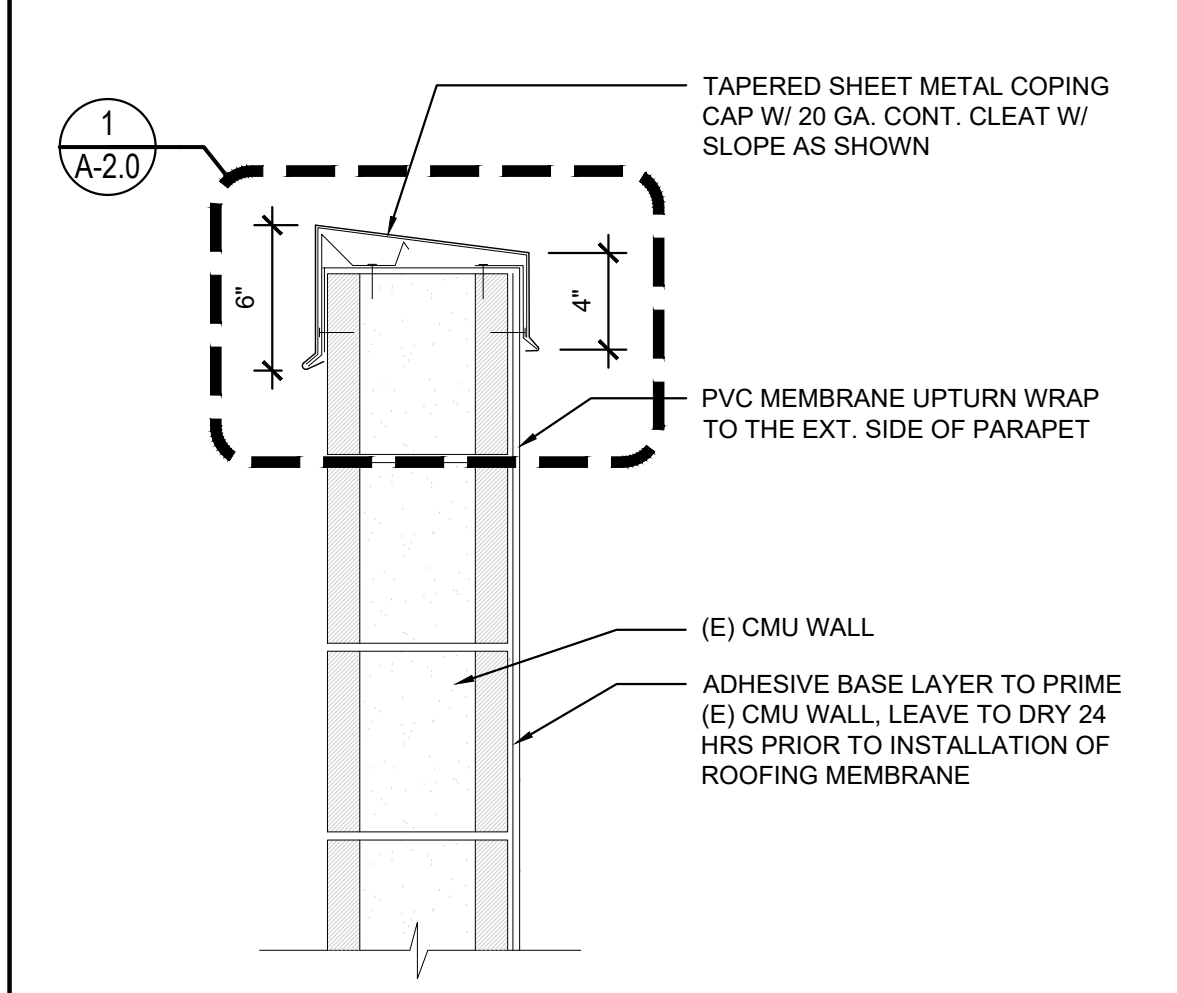 TAPERED SHEET METAL COPING
CAP W/ 20 GA. CONT. CLEAT W/
SLOPE AS SHOWN
1
A-2.0
6"
4"
PVC MEMBRANE UPTURN WRAP
TO THE EXT. SIDE OF PARAPET
(E) CMU WALL
ADHESIVE BASE LAYER TO PRIME
(E) CMU WALL, LEAVE TO DRY 24
HRS PRIOR TO INSTALLATION OF
ROOFING MEMBRANE